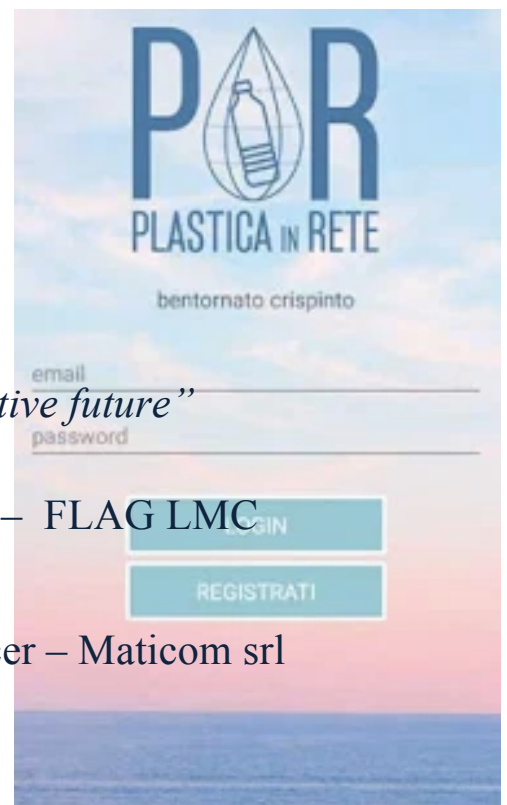 P R
PLASTICA IN RETE
bentornato crispinto
email
tive future”
password
– FLAG LMC
LOGIN
REGISTRATI
er – Maticom srl